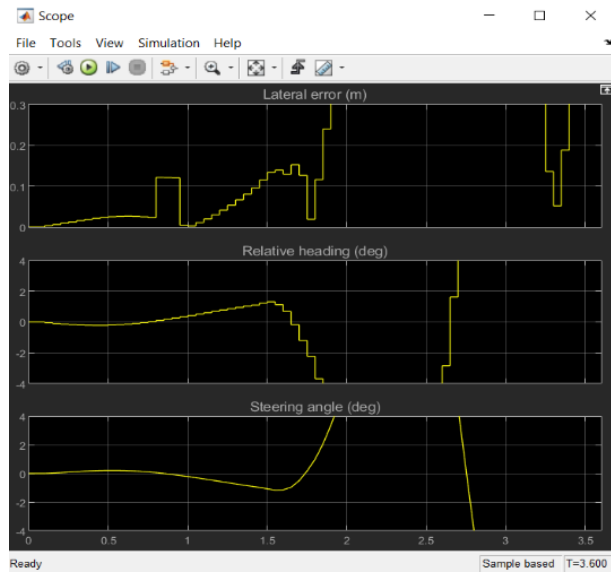 Scope
File Tools View Simulation Help
Lateral error (m)
0.3
0.2
0.1
0
Relative heading (deg)
4
2
0
-2
-4
Steering angle (deg)
4
2
0
-2
-4
0 0.5 1 1.5 2 2.5 3 3.5
Ready Sample based T=3.600